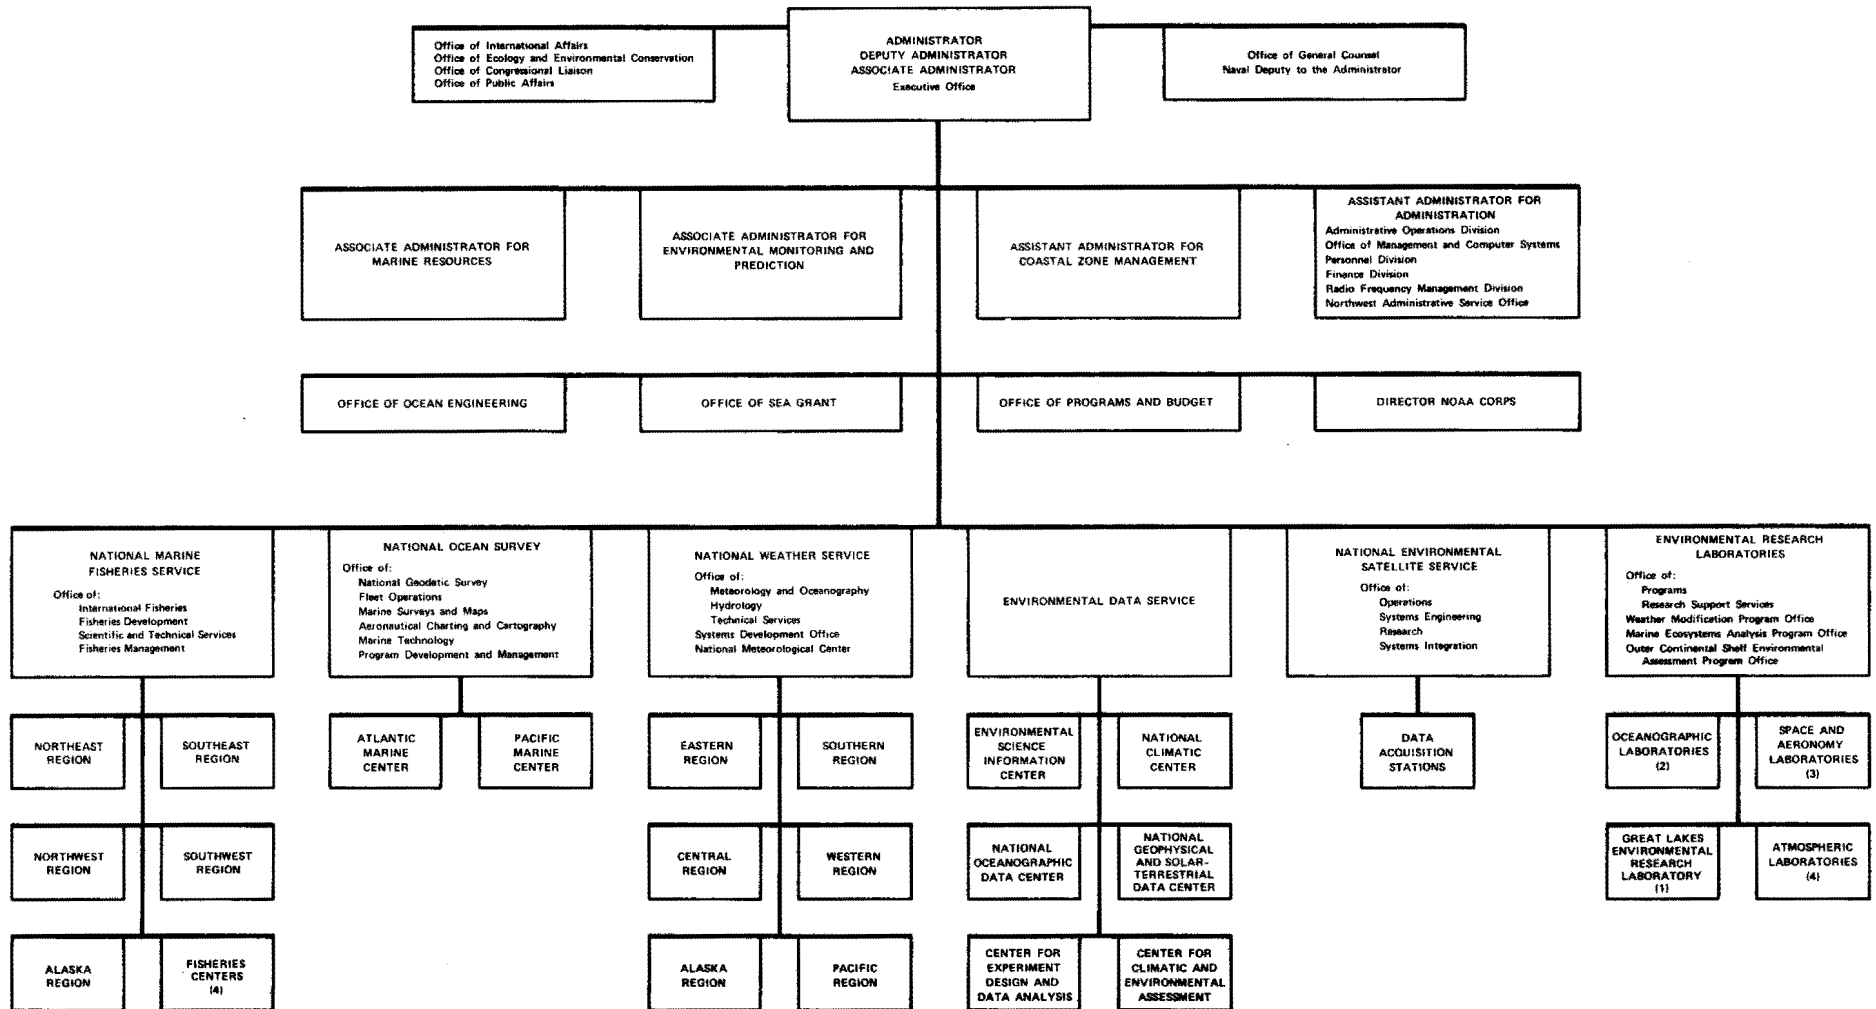 Office of International Affairs
Office of Ecology and Environmental Conservation
Office of Congressional Liaison
Office of Public Affairs
ADMINISTRATOR
DEPUTY ADMINISTRATOR
ASSOCIATE ADMINISTRATOR
Executive Office
Office of General Counsel
Naval Deputy to the Administrator
ASSOCIATE ADMINISTRATOR FOR
MARINE RESOURCES
ASSOCIATE ADMINISTRATOR FOR
ENVIRONMENTAL MONITORING AND
PREDICTION
ASSISTANT ADMINISTRATOR FOR
COASTAL ZONE MANAGEMENT
ASSISTANT ADMINISTRATOR FOR
ADMINISTRATION
Administrative Operations Division
Office of Management and Computer Systems
Personnel Division
Finance Division
Radio Frequency Management Division
Northwest Administrative Service Office
OFFICE OF OCEAN ENGINEERING
OFFICE OF SEA GRANT
OFFICE OF PROGRAMS AND BUDGET
DIRECTOR NOAA CORPS
NATIONAL MARINE
FISHERIES SERVICE
Office of:
International Fisheries
Fisheries Development
Scientific and Technical Services
Fisheries Management
NATIONAL OCEAN SURVEY
Office of:
National Geodetic Survey
Fleet Operations
Marine Surveys and Maps
Aeronautical Charting and Cartography
Marine Technology
Program Development and Management
NATIONAL WEATHER SERVICE
Office of:
Meteorology and Oceanography
Hydrology
Technical Services
Systems Development Office
National Meteorological Center
ENVIRONMENTAL DATA SERVICE
NATIONAL ENVIRONMENTAL
SATELLITE SERVICE
Office of:
Operations
Systems Engineering
Research
Systems Integration
ENVIRONMENTAL RESEARCH
LABORATORIES
Office of:
Programs
Research Support Services
Weather Modification Program Office
Marine Ecosystems Analysis Program Office
Outer Continental Shelf Environmental
Assessment Program Office
NORTHEAST
REGION
SOUTHEAST
REGION
ATLANTIC
MARINE
CENTER
PACIFIC
MARINE
CENTER
EASTERN
REGION
SOUTHERN
REGION
ENVIRONMENTAL
SCIENCE
INFORMATION
CENTER
NATIONAL
CLIMATIC
CENTER
DATA
ACQUISITION
STATIONS
OCEANOGRAPHIC
LABORATORIES
(2)
SPACE AND
AERONOMY
LABORATORIES
(3)
NORTHWEST
REGION
SOUTHWEST
REGION
CENTRAL
REGION
WESTERN
REGION
NATIONAL
OCEANOGRAPHIC
DATA CENTER
NATIONAL
GEOPHYSICAL
AND SOLAR-
TERRESTRIAL
DATA CENTER
GREAT LAKES
ENVIRONMENTAL
RESEARCH
LABORATORY
(1)
ATMOSPHERIC
LABORATORIES
(4)
ALASKA
REGION
FISHERIES
CENTERS
(4)
ALASKA
REGION
PACIFIC
REGION
CENTER FOR
EXPERIMENT
DESIGN AND
DATA ANALYSIS
CENTER FOR
CLIMATIC AND
ENVIRONMENTAL
ASSESSMENT